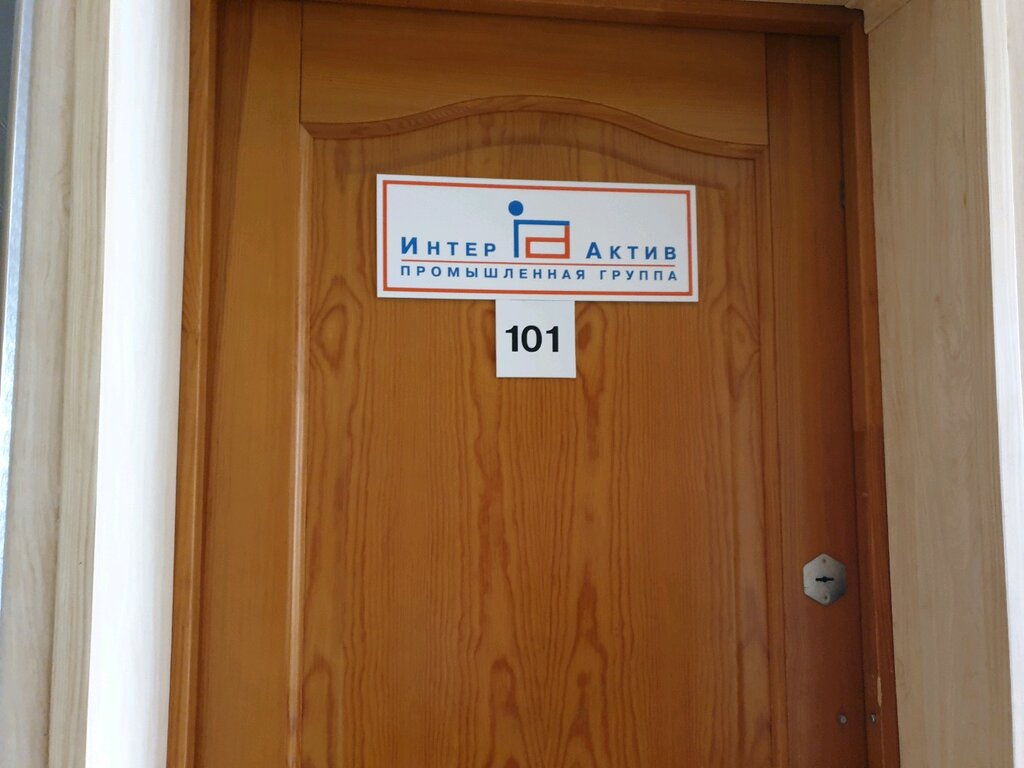 Интер Актив
промышленная группа
101